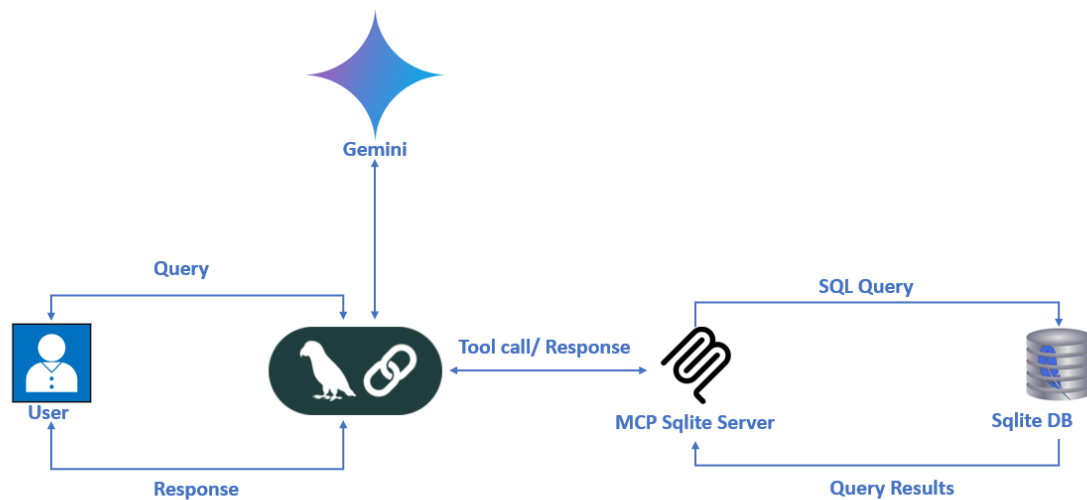 Gemini
Query
SQL Query
Tool call/ Response
User
MCP Sqlite Server
Sqlite DB
Response
Query Results